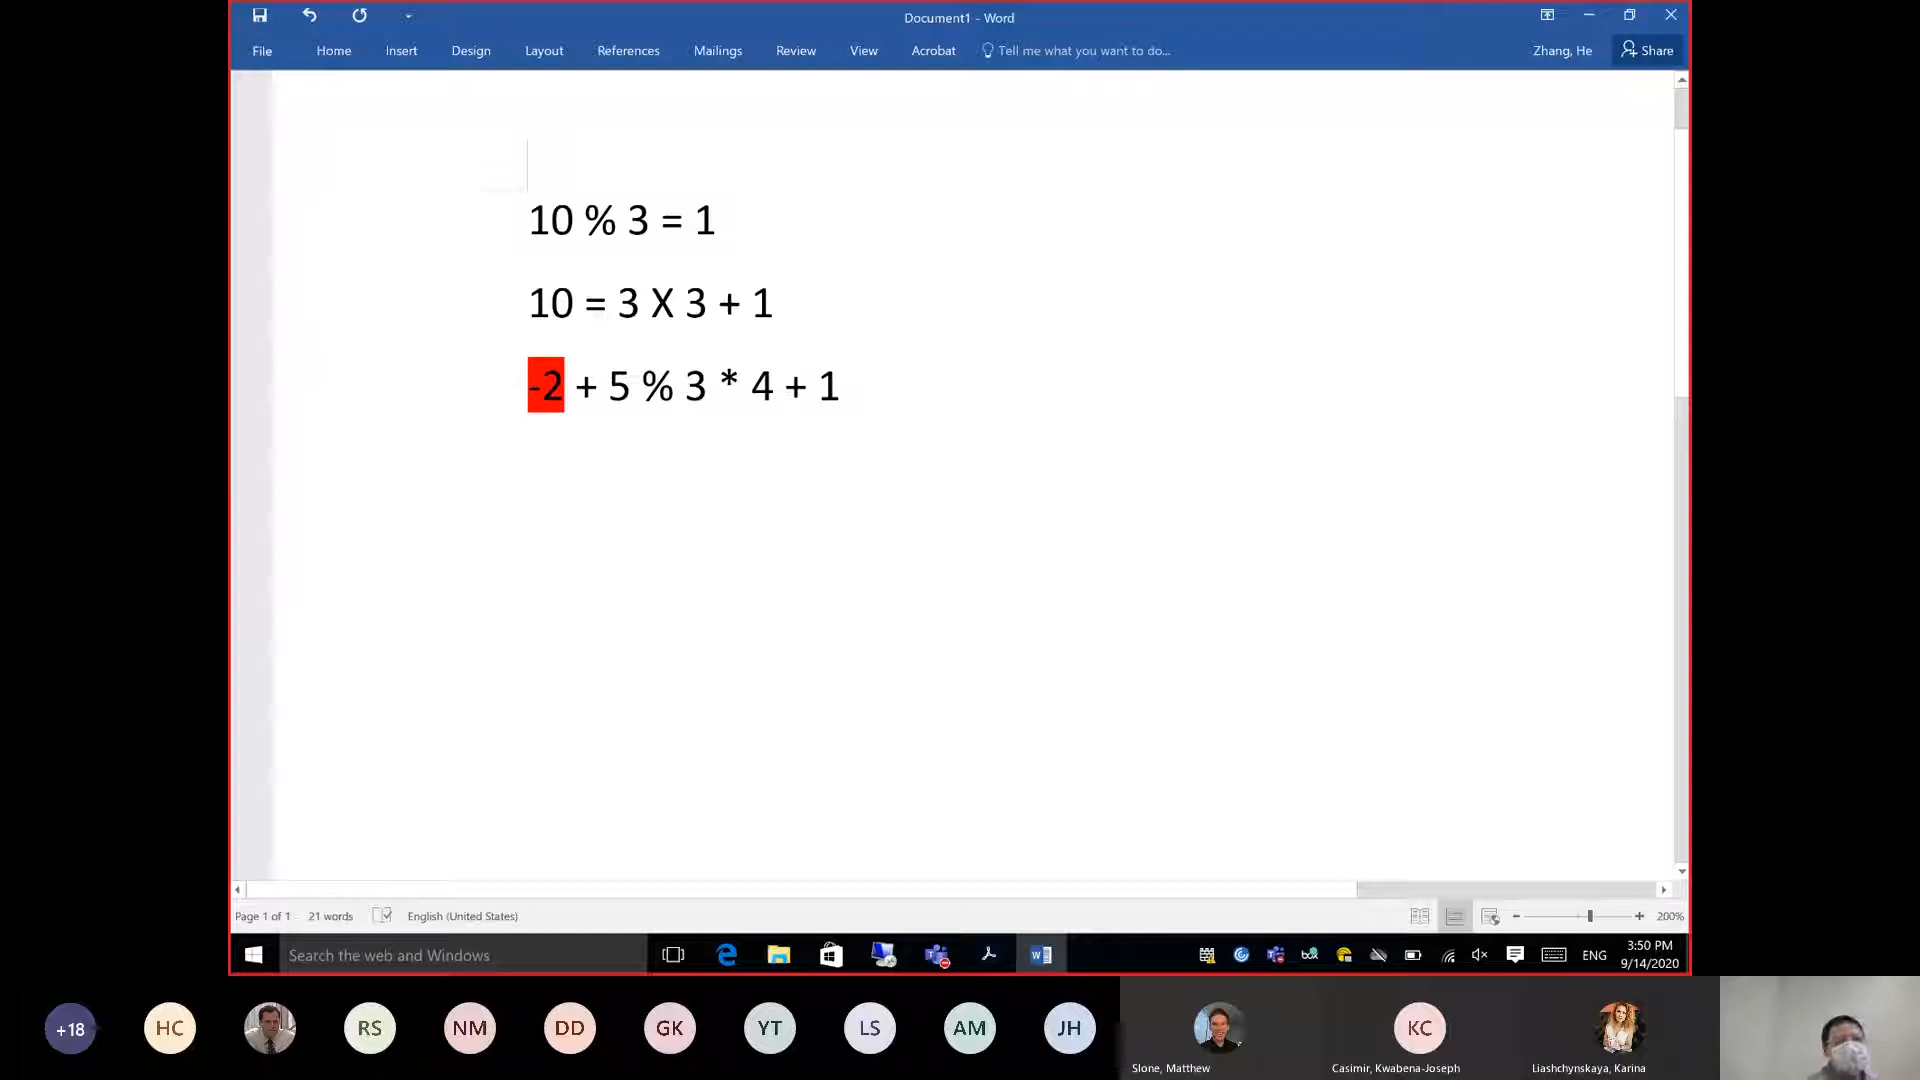 Document1 - Word
File Home Insert Design Layout References Mailings Review View Acrobat Tell me what you want to do... Zhang, He Share
10 % 3 = 1
10 = 3 X 3 + 1
-2 + 5 % 3 * 4 + 1
Page 1 of 1 21 words English (United States) 200%
Search the web and Windows ENG 3:50 PM
9/14/2020
+18 HC RS NM DD GK YT LS AM JH KC
Slone, Matthew Casimir, Kwabena-Joseph Liashchynskaya, Karina